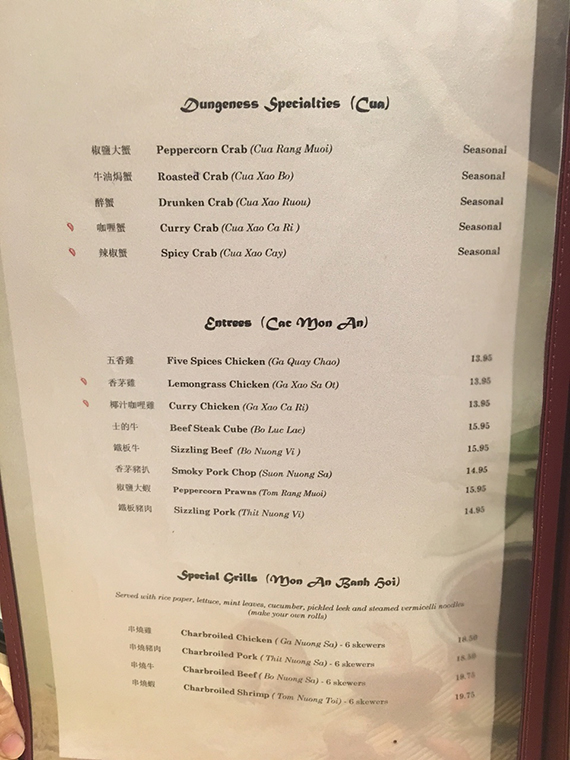 Dungeness Specialties (Cua)
椒鹽大蟹 Peppercorn Crab (Cua Rang Muoi) Seasonal
牛油焗蟹 Roasted Crab (Cua Xao Bo) Seasonal
醉蟹 Drunken Crab (Cua Xao Ruou) Seasonal
咖喱蟹 Curry Crab (Cua Xao Ca Ri ) Seasonal
辣椒蟹 Spicy Crab (Cua Xao Cay) Seasonal
Entrees (Cac Mon An)
五香雞 Five Spices Chicken (Ga Quay Chao) 13.95
香茅雞 Lemongrass Chicken (Ga Xao Sa Ot) 13.95
椰汁咖喱雞 Curry Chicken (Ga Xao Ca Ri) 13.95
士的牛 Beef Steak Cube (Bo Luc Lac) 15.95
鐵板牛 Sizzling Beef (Bo Nuong Vi ) 15.95
香茅豬扒 Smoky Pork Chop (Suon Nuong Sa) 14.95
椒鹽大蝦 Peppercorn Prawns (Tom Rang Muoi) 15.95
鐵板豬肉 Sizzling Pork (Thit Nuong Vi) 14.95
Special Grills (Mon An Banh Hoi)
Served with rice paper, lettuce, mint leaves, cucumber, pickled leek and steamed vermicelli noodles
(make your own rolls)
串燒雞 Charbroiled Chicken ( Ga Nuong Sa) - 6 skewers 18.50
串燒豬肉 Charbroiled Pork ( Thit Nuong Sa) - 6 skewers 18.50
串燒牛 Charbroiled Beef ( Bo Nuong Sa) - 6 skewers 19.75
串燒蝦 Charbroiled Shrimp ( Tom Nuong Toi) - 6 skewers 19.75